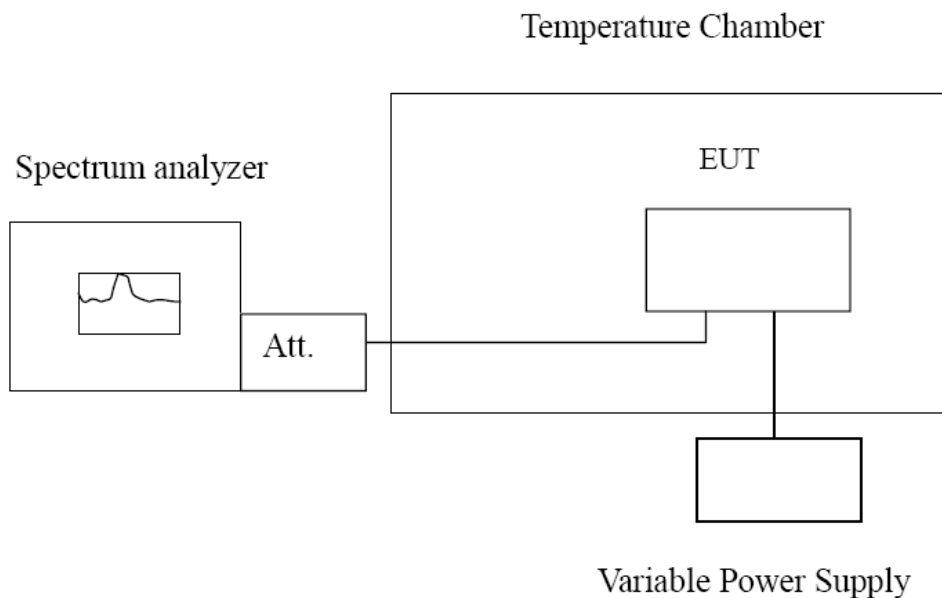 Temperature Chamber
Spectrum analyzer
EUT
Att.
Variable Power Supply